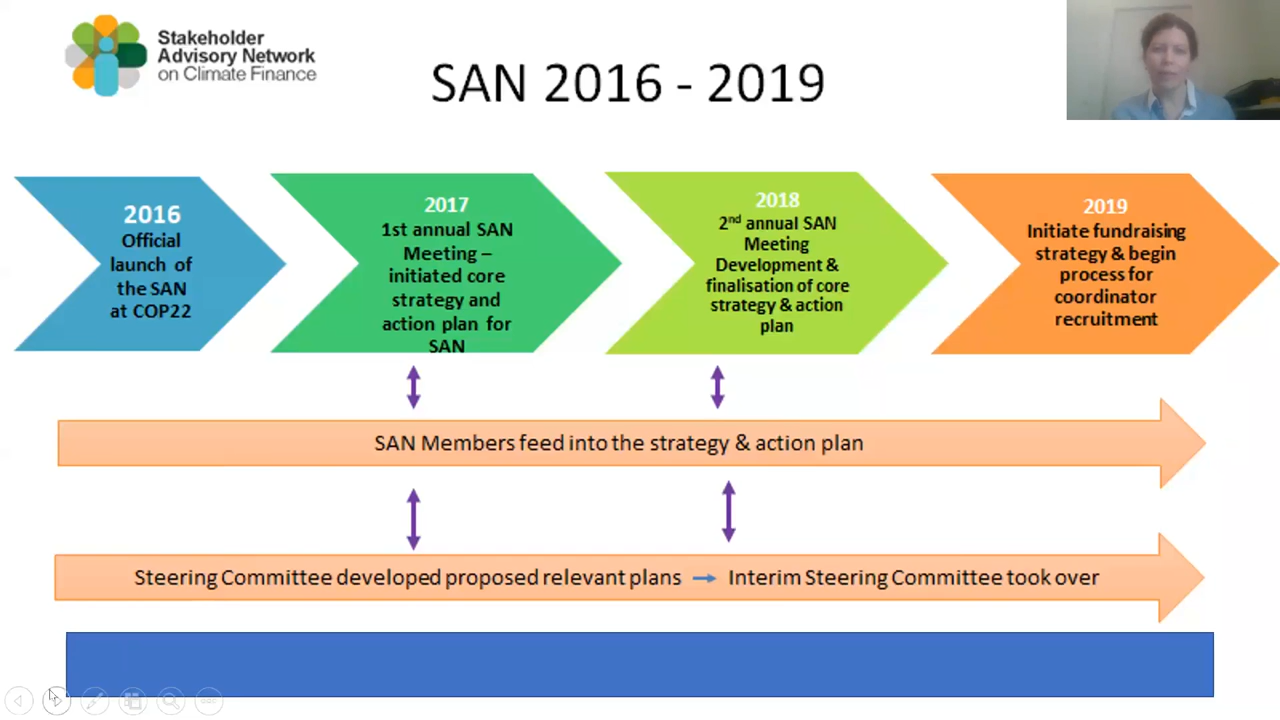 Stakeholder
Advisory Network
on Climate Finance
SAN 2016 - 2019
2016
Official
launch of
the SAN
at COP22
2017
1st annual SAN
Meeting –
initiated core
strategy and
action plan for
SAN
2018
2nd annual SAN
Meeting
Development &
finalisation of core
strategy & action
plan
2019
Initiate fundraising
strategy & begin
process for
coordinator
recruitment
SAN Members feed into the strategy & action plan
Steering Committee developed proposed relevant plans → Interim Steering Committee took over